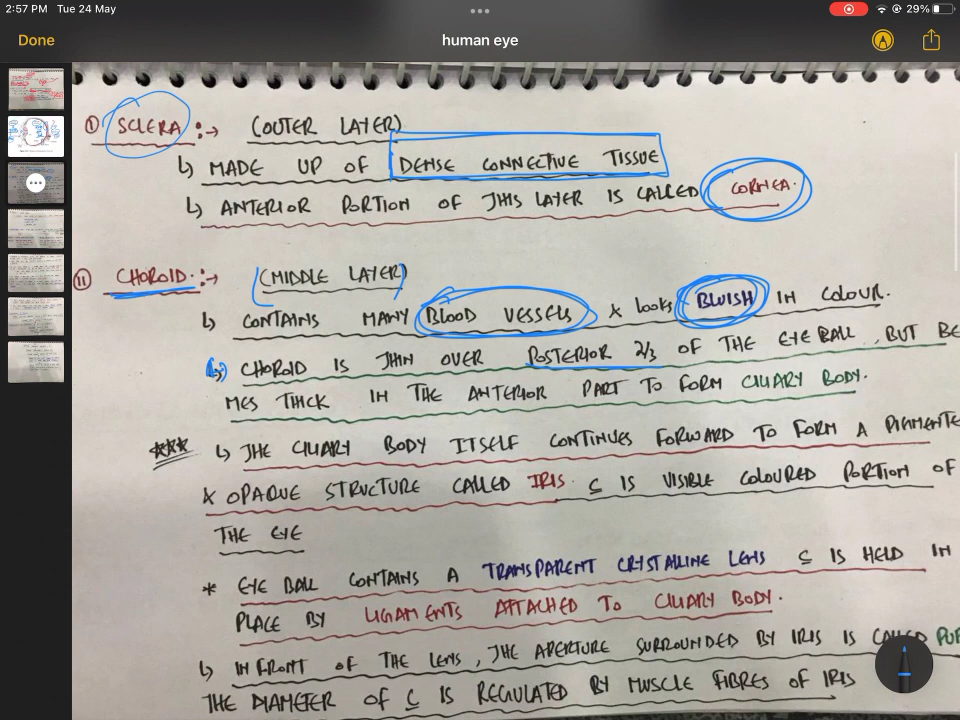 2:57 PM Tue 24 May
29%
Done
human eye
① SCLERA :→ (OUTER LAYER)
↳ MADE UP OF DENSE CONNECTIVE TISSUE
↳ ANTERIOR PORTION OF THIS LAYER IS CALLED CORNEA.
⑪ CHOROID :→ (MIDDLE LAYER)
↳ CONTAINS MANY BLOOD VESSELS & looks BLUISH IN COLOUR.
↳ CHOROID IS THIN OVER POSTERIOR 2/3 OF THE EYE BALL, BUT BE
MES THICK IN THE ANTERIOR PART TO FORM CILIARY BODY.
*** ↳ THE CILIARY BODY ITSELF CONTINUES FORWARD TO FORM A PIGMENTE
& OPAQUE STRUCTURE CALLED IRIS. c̲ IS VISIBLE COLOURED PORTION OF
THE EYE
* EYE BALL CONTAINS A TRANSPARENT CRYSTALLINE LENS c̲ IS HELD IN
PLACE BY LIGAMENTS ATTACHED TO CILIARY BODY.
↳ IN FRONT OF THE LENS, THE APERTURE SURROUNDED BY IRIS IS CALLED PUP
THE DIAMETER OF c̲ IS REGULATED BY MUSCLE FIBRES OF IRIS